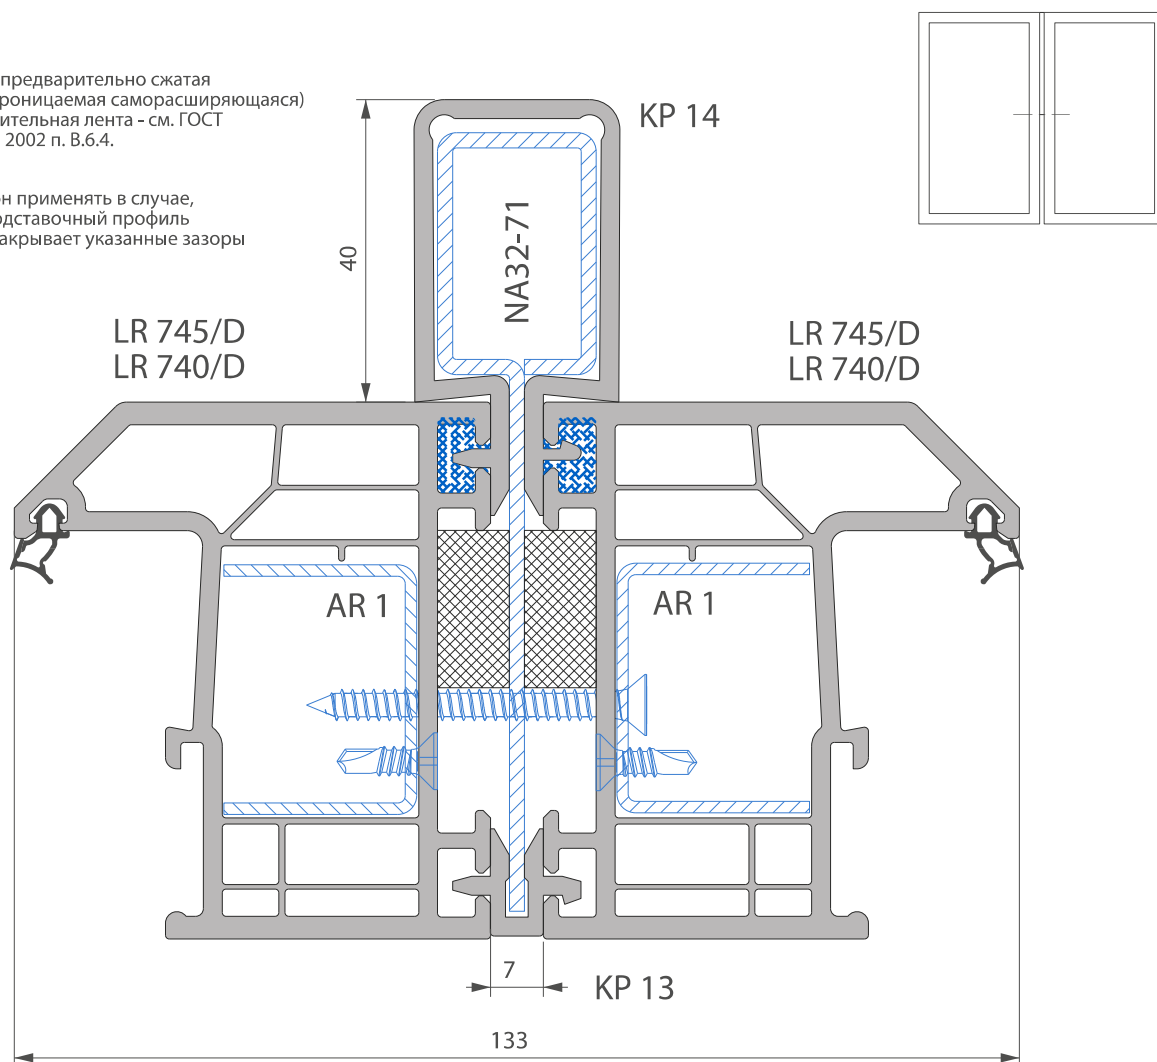 предварительно сжатая
роницаемая саморасширяющаяся)
ительная лента - см. ГОСТ
2002 п. В.6.4.
н применять в случае,
одставочный профиль
акрывает указанные зазоры
KP 14
40
NA32-71
LR 745/D
LR 740/D
LR 745/D
LR 740/D
AR 1
AR 1
7
KP 13
133